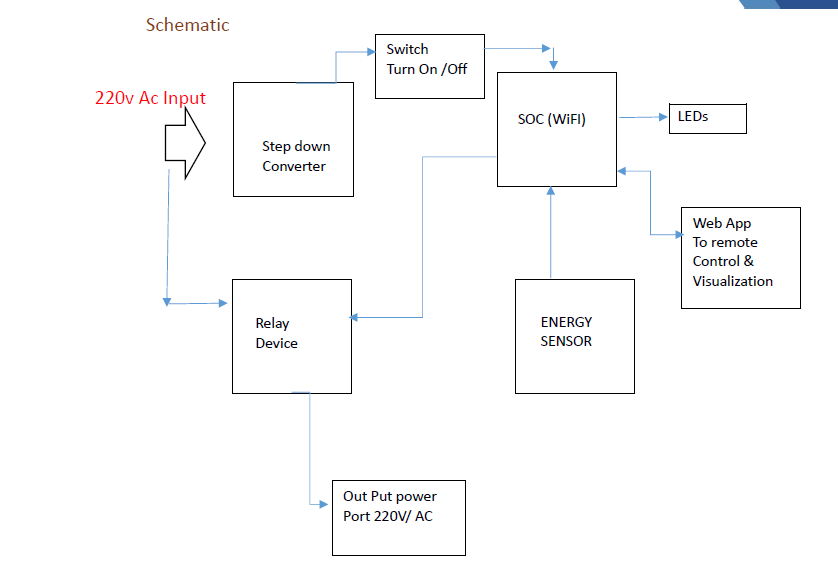 Schematic
220v Ac Input
Switch
Turn On /Off
Step down
Converter
SOC (WiFI)
LEDs
Web App
To remote
Control &
Visualization
Relay
Device
ENERGY
SENSOR
Out Put power
Port 220V/ AC